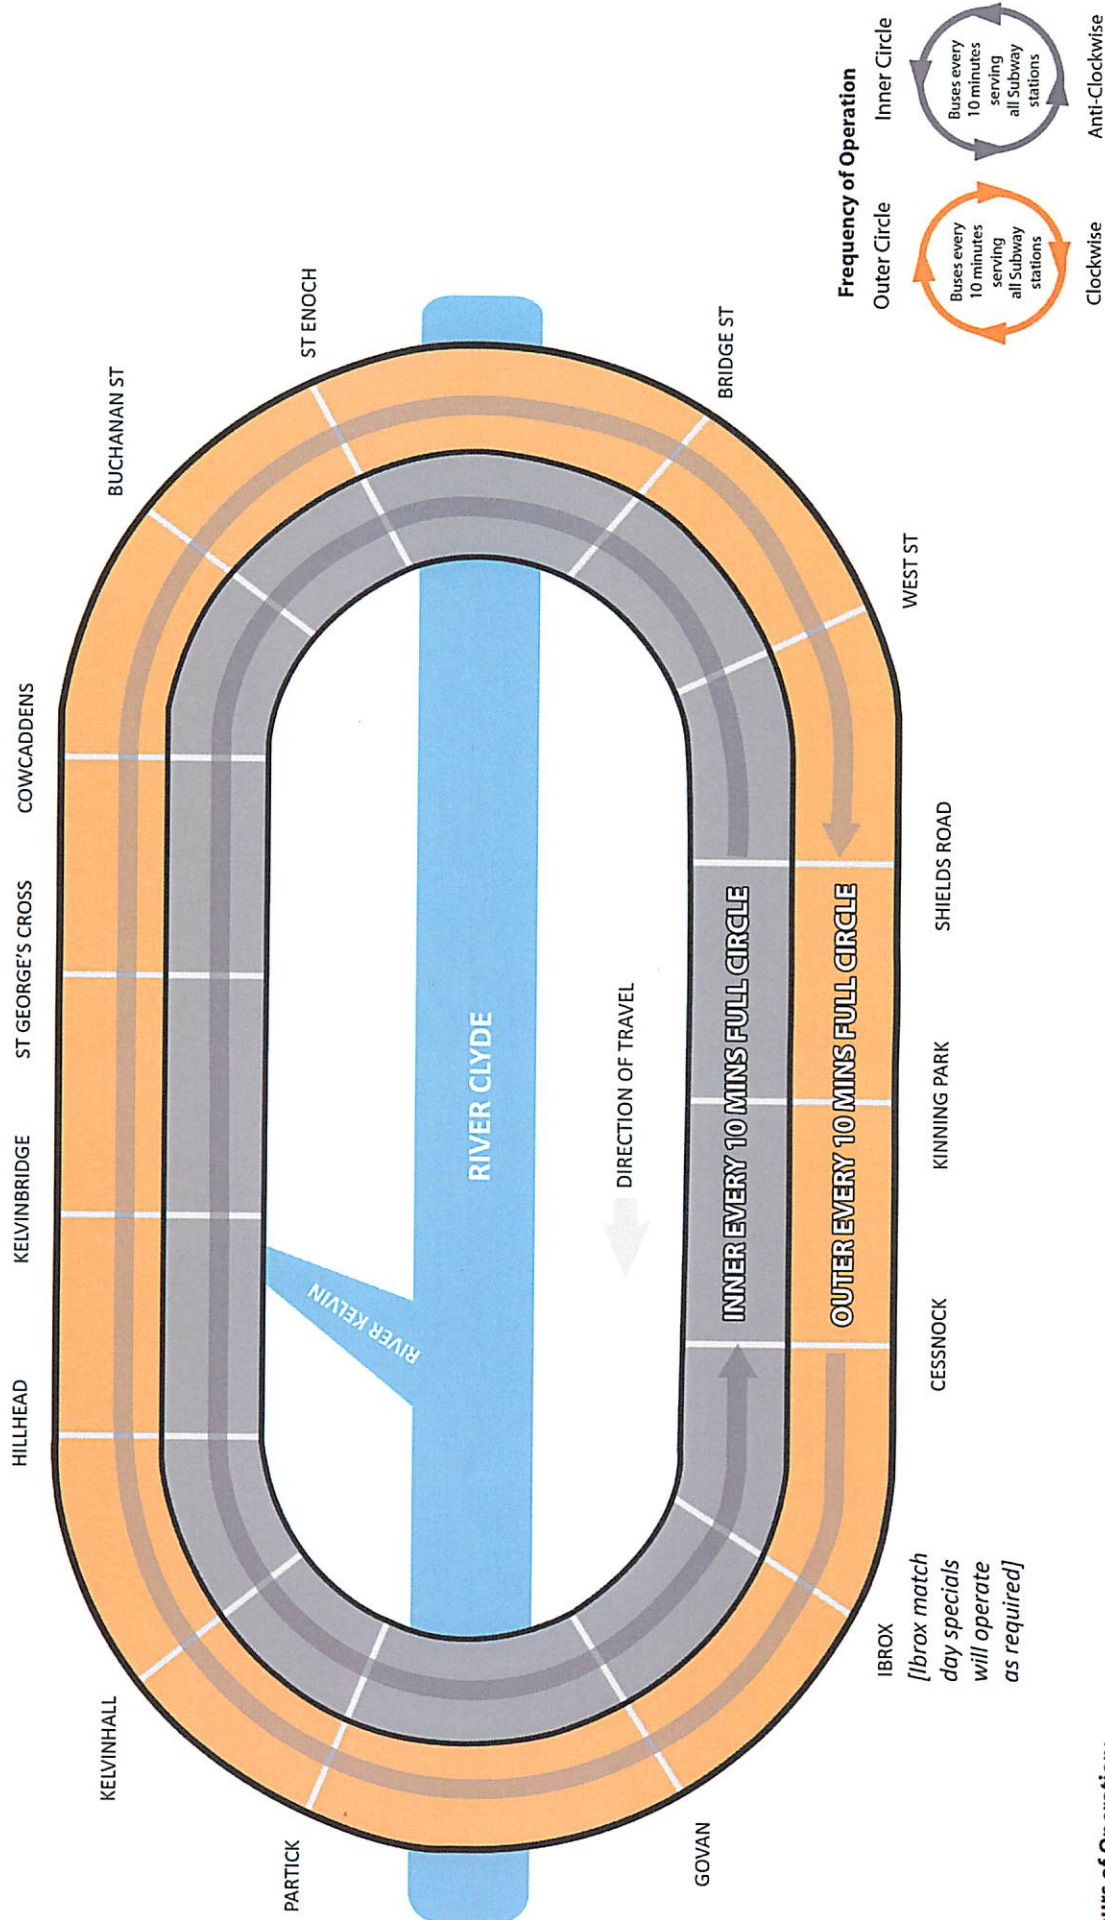 HILLHEAD
KELVINBRIDGE
ST GEORGE'S CROSS
COWCADDENS
BUCHANAN ST
ST ENOCH
BRIDGE ST
WEST ST
SHIELDS ROAD
KINNING PARK
CESSNOCK
IBROX
[Ibrox match
day specials
will operate
as required]
GOVAN
PARTICK
KELVINHALL
RIVER CLYDE
RIVER KELVIN
DIRECTION OF TRAVEL
INNER EVERY 10 MINS FULL CIRCLE
OUTER EVERY 10 MINS FULL CIRCLE
Frequency of Operation
Outer Circle
Buses every
10 minutes
serving
all Subway
stations
Clockwise
Inner Circle
Buses every
10 minutes
serving
all Subway
stations
Anti-Clockwise